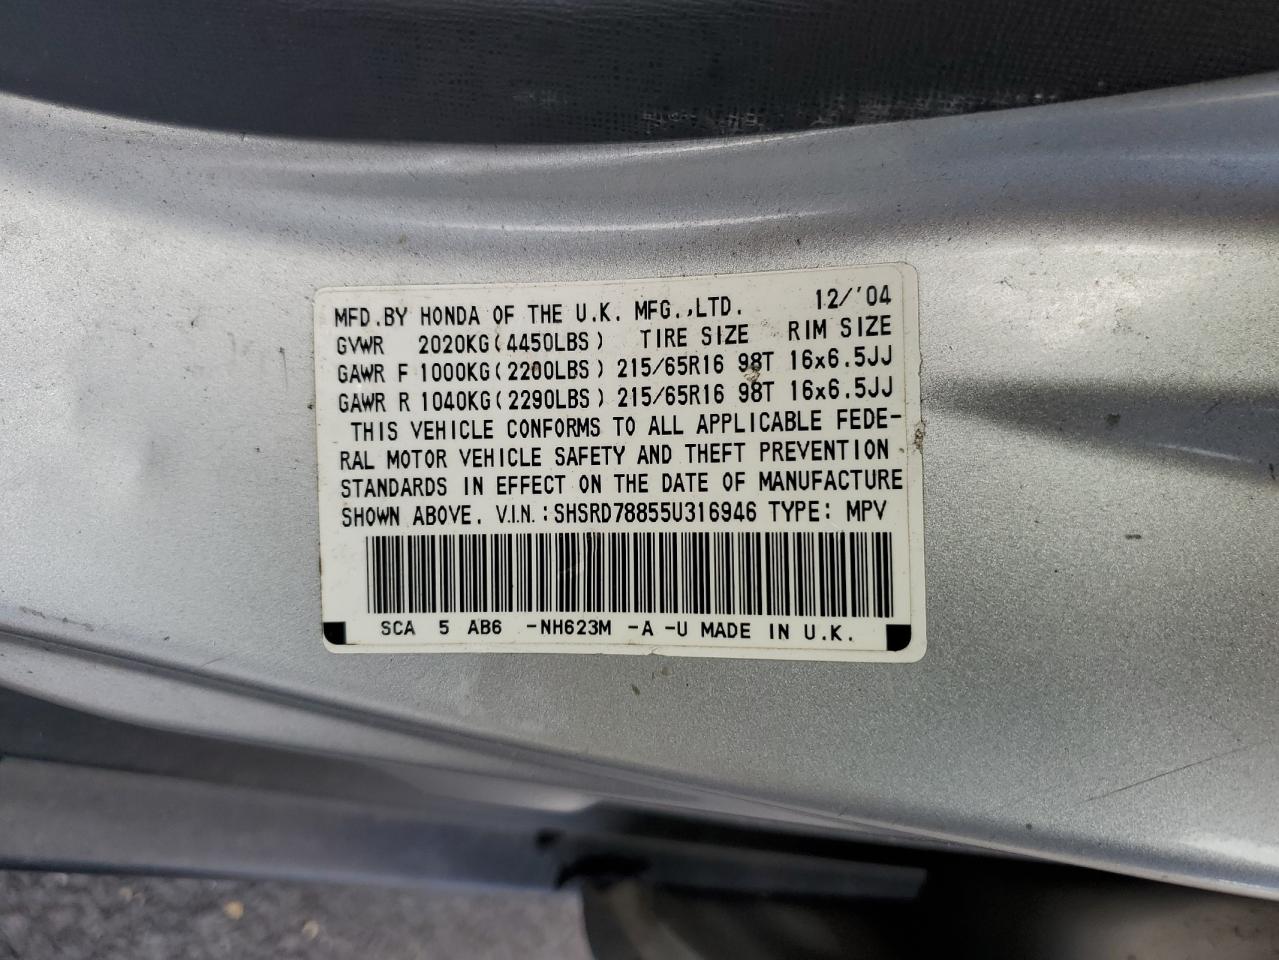 MFD.BY HONDA OF THE U.K. MFG.,LTD. 12/'04
GVWR 2020KG(4450LBS) TIRE SIZE RIM SIZE
GAWR F 1000KG(2200LBS) 215/65R16 98T 16x6.5JJ
GAWR R 1040KG(2290LBS) 215/65R16 98T 16x6.5JJ
THIS VEHICLE CONFORMS TO ALL APPLICABLE FEDE-
RAL MOTOR VEHICLE SAFETY AND THEFT PREVENTION
STANDARDS IN EFFECT ON THE DATE OF MANUFACTURE
SHOWN ABOVE. V.I.N.:SHSRD78855U316946 TYPE: MPV
SCA 5 AB6 -NH623M -A -U MADE IN U.K.